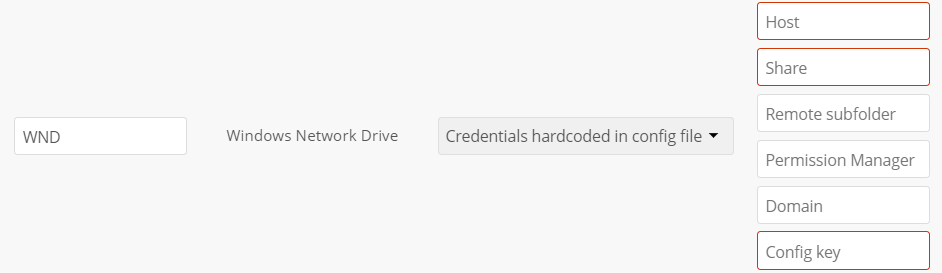 Host
Share
WND
Windows Network Drive
Credentials hardcoded in config file
Remote subfolder
Permission Manager
Domain
Config key